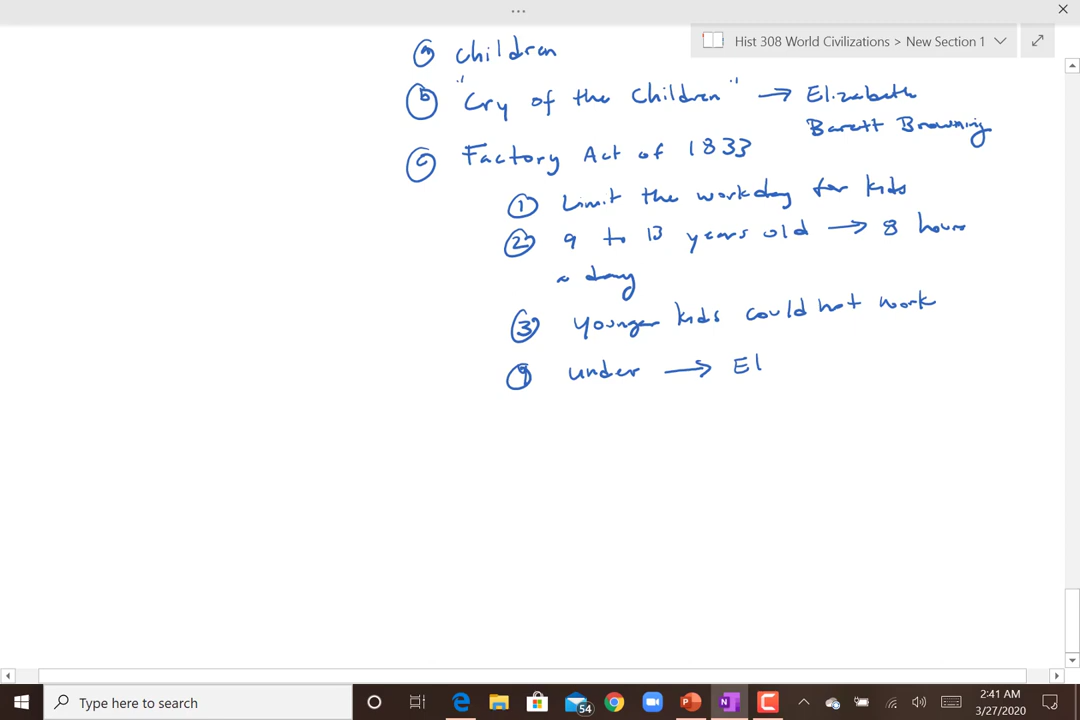 Hist 308 World Civilizations > New Section 1
ⓐ children
ⓑ "Cry of the Children" → Elizabeth
Barett Browning
ⓒ Factory Act of 1833
① Limit the workday for kids
② 9 to 13 years old → 8 hours
a day
③ younger kids could not work
④ under → El
Type here to search
54
2:41 AM
3/27/2020